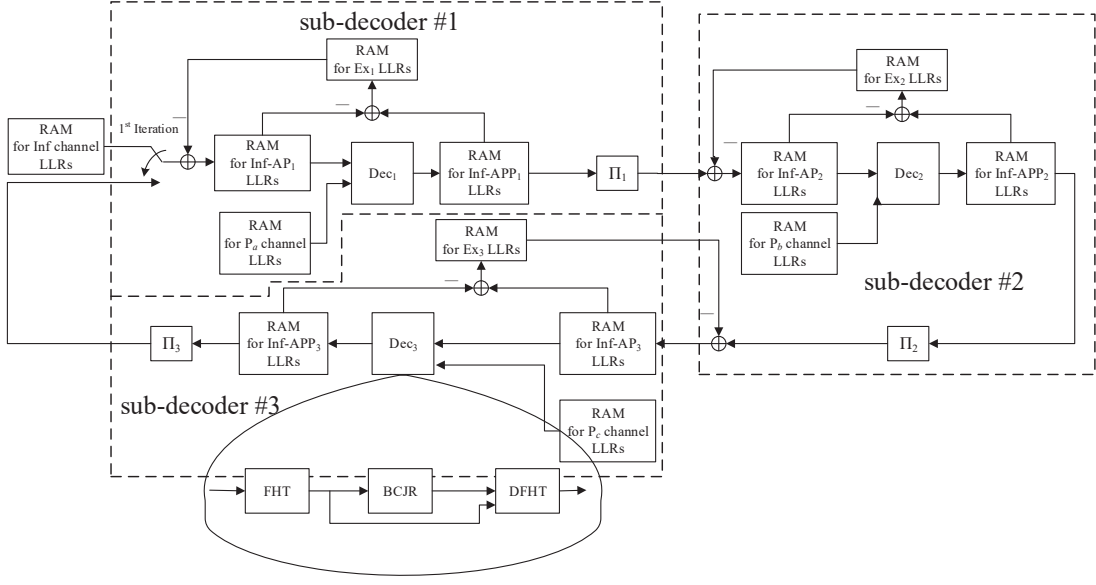 sub-decoder #1
RAM
for Ex1 LLRs
—
—
1st Iteration
RAM
for Inf channel
LLRs
RAM
for Inf-AP1
LLRs
Dec1
RAM
for Inf-APP1
LLRs
Π1
RAM
for Pa channel
LLRs
RAM
for Ex2 LLRs
—
—
RAM
for Inf-AP2
LLRs
Dec2
RAM
for Inf-APP2
LLRs
RAM
for Pb channel
LLRs
sub-decoder #2
RAM
for Ex3 LLRs
—
—
Π3
RAM
for Inf-APP3
LLRs
Dec3
RAM
for Inf-AP3
LLRs
Π2
sub-decoder #3
RAM
for Pc channel
LLRs
FHT
BCJR
DFHT